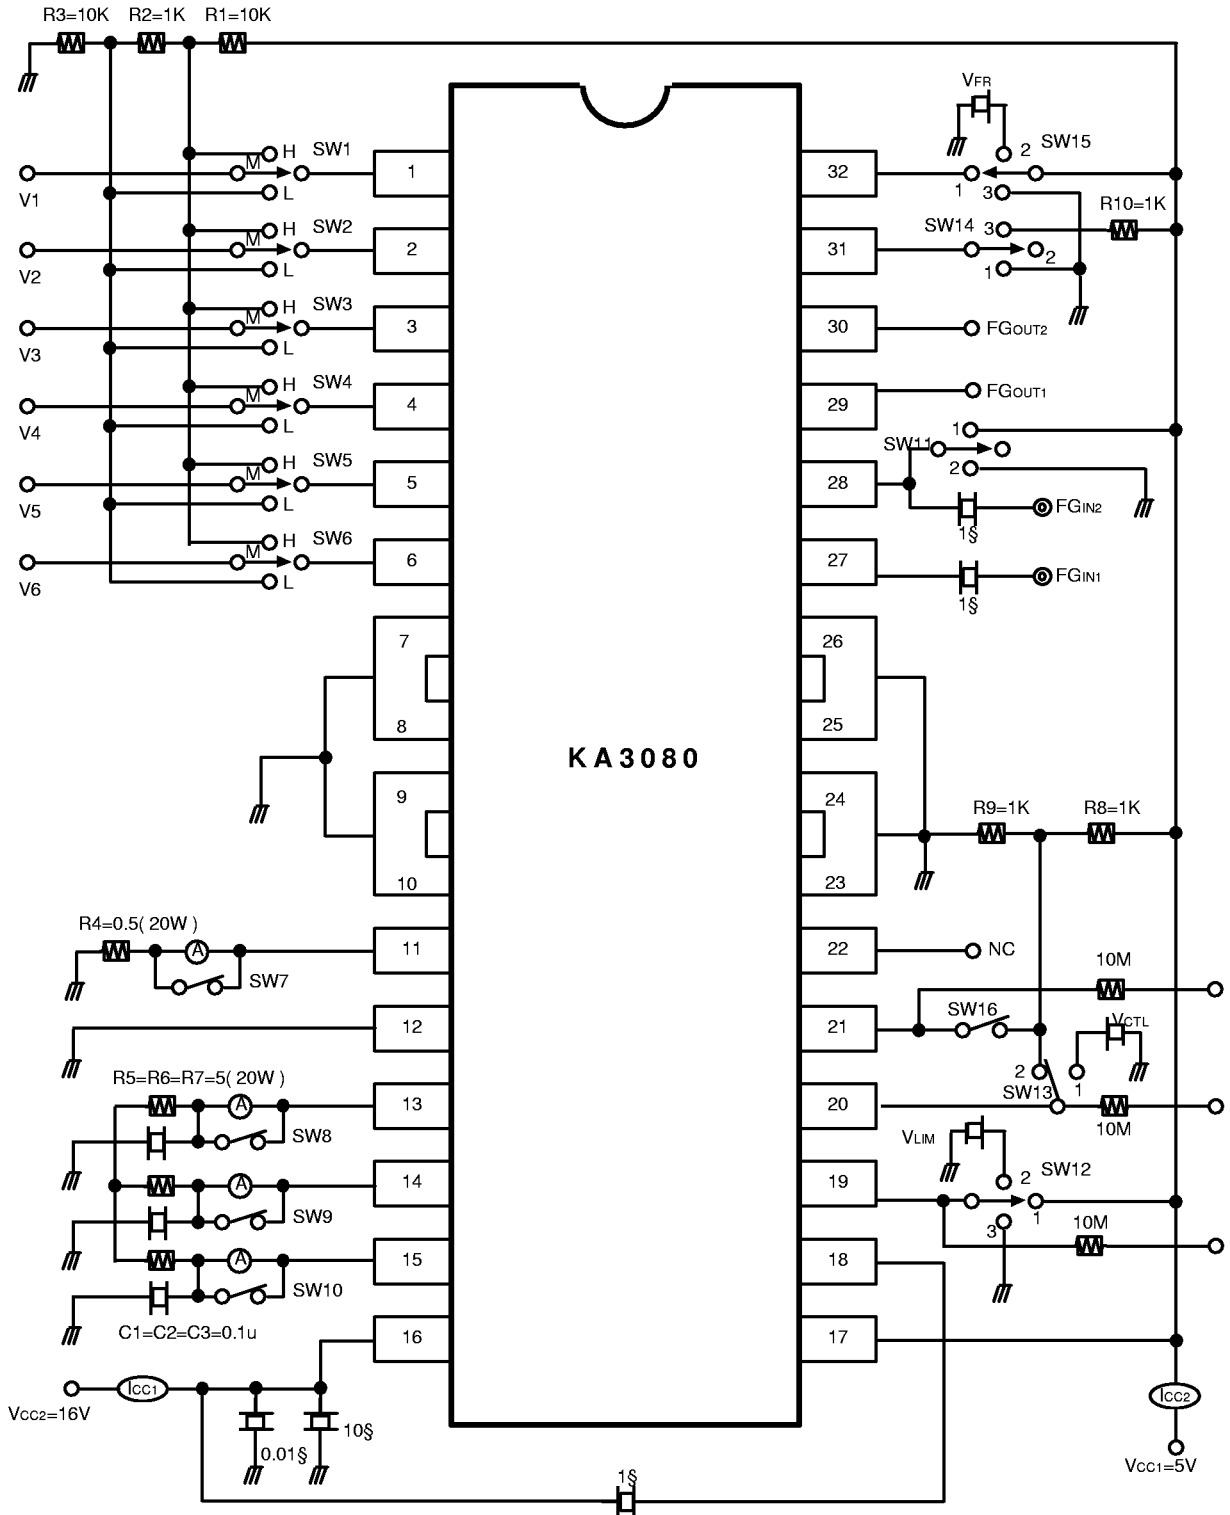 R3=10K R2=1K R1=10K
VFR
H SW1
M
L
V1
1
32
2 SW15
1 3
R10=1K
H SW2
M
L
V2
2
31
SW14 3
2
1
H SW3
M
L
V3
3
30
FGOUT2
H SW4
M
L
V4
4
29
FGOUT1
1
SW11
2
H SW5
M
L
V5
5
28
FGIN2
1§
H SW6
M
L
V6
6
27
FGIN1
1§
7
8
26
25
KA3080
9
10
24
23
R9=1K R8=1K
R4=0.5( 20W )
A
SW7
11
22
NC
10M
12
21
SW16
VCTL
2
1
SW13
R5=R6=R7=5( 20W )
A
SW8
13
20
10M
VLIM
A
SW9
14
19
2 SW12
1
3
10M
A
SW10
15
18
C1=C2=C3=0.1u
16
17
ICC1
VCC2=16V
0.01§
10§
1§
ICC2
VCC1=5V